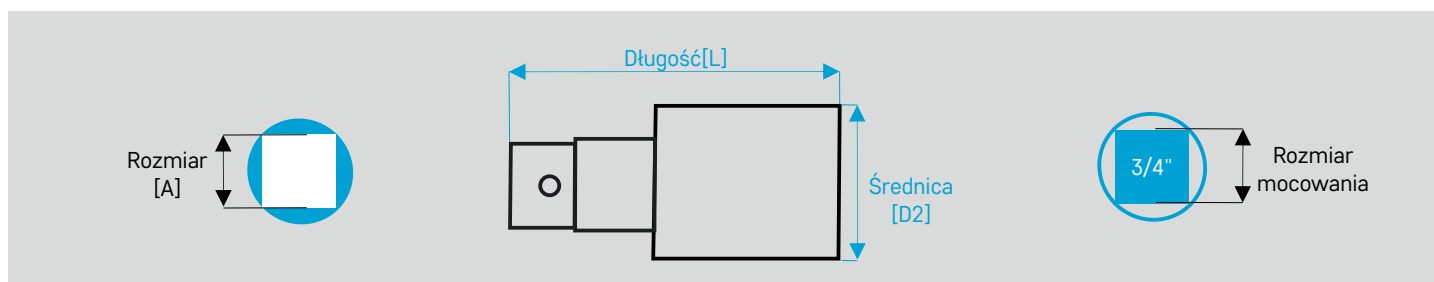 Długość[L]
Rozmiar
[A]
Średnica
[D2]
3/4"
Rozmiar
mocowania